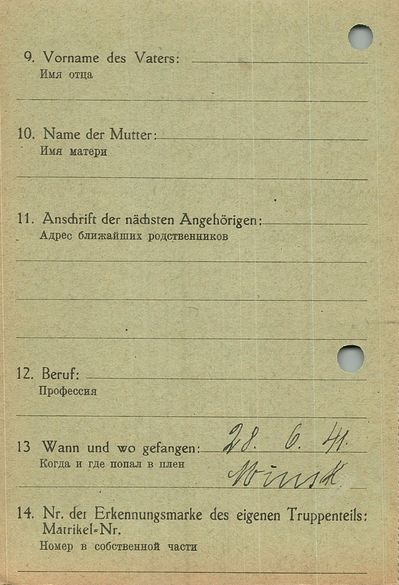 9. Vorname des Vaters:
Имя отца
10. Name der Mutter:
Имя матери
11. Anschrift der nächsten Angehörigen:
Адрес ближайших родственников
12. Beruf:
Профессия
13 Wann und wo gefangen: 28. 6. 41.
Когда и где попал в плен Minsk
14. Nr. der Erkennungsmarke des eigenen Truppenteils:
Matrikel-Nr.
Номер в собственной части